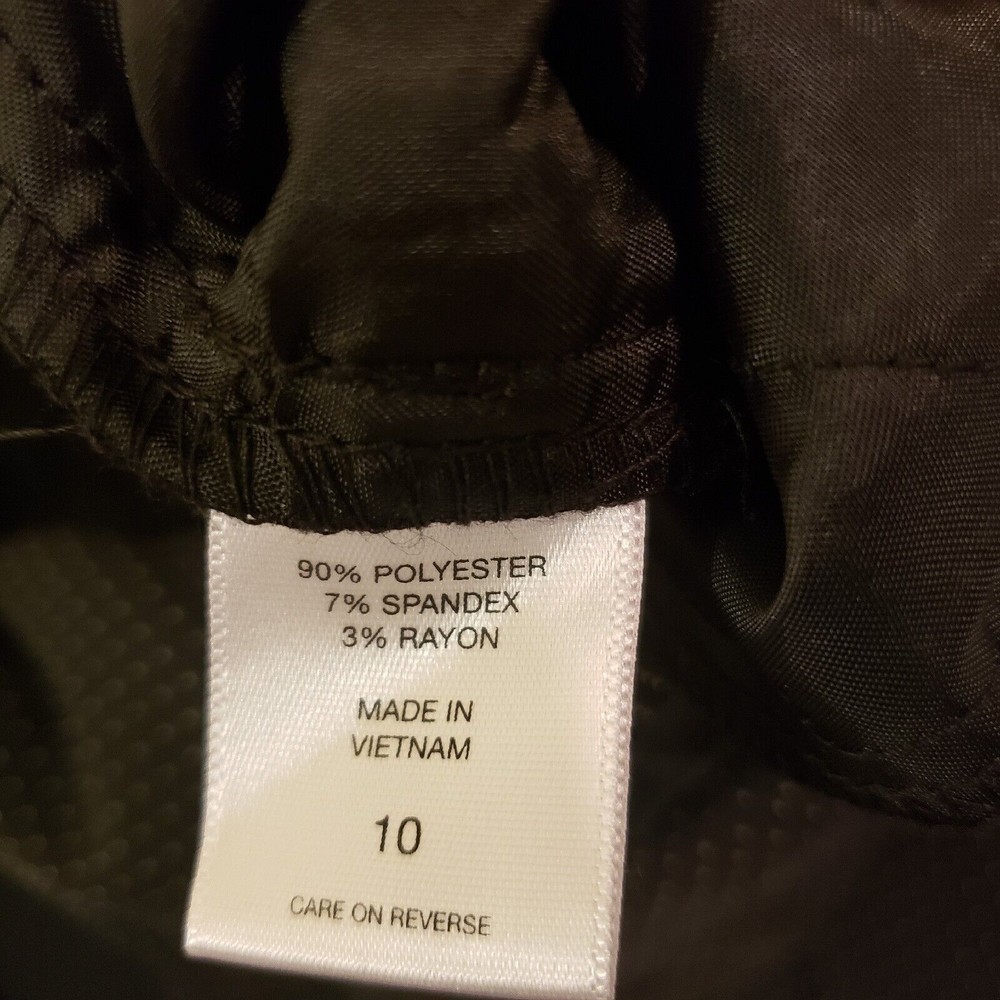 90% POLYESTER
7% SPANDEX
3% RAYON
MADE IN
VIETNAM
10
CARE ON REVERSE